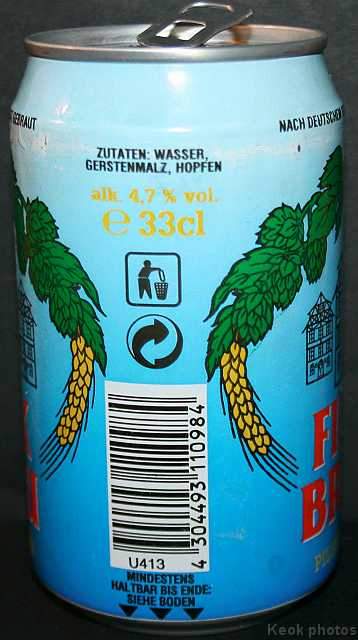 GEBRAUT
NACH DEUTSCHEM
ZUTATEN: WASSER,
GERSTENMALZ, HOPFEN
alk. 4,7 % vol.
e 33cl
4 304493 110984
U413
MINDESTENS
HALTBAR BIS ENDE:
SIEHE BODEN
Keok photos